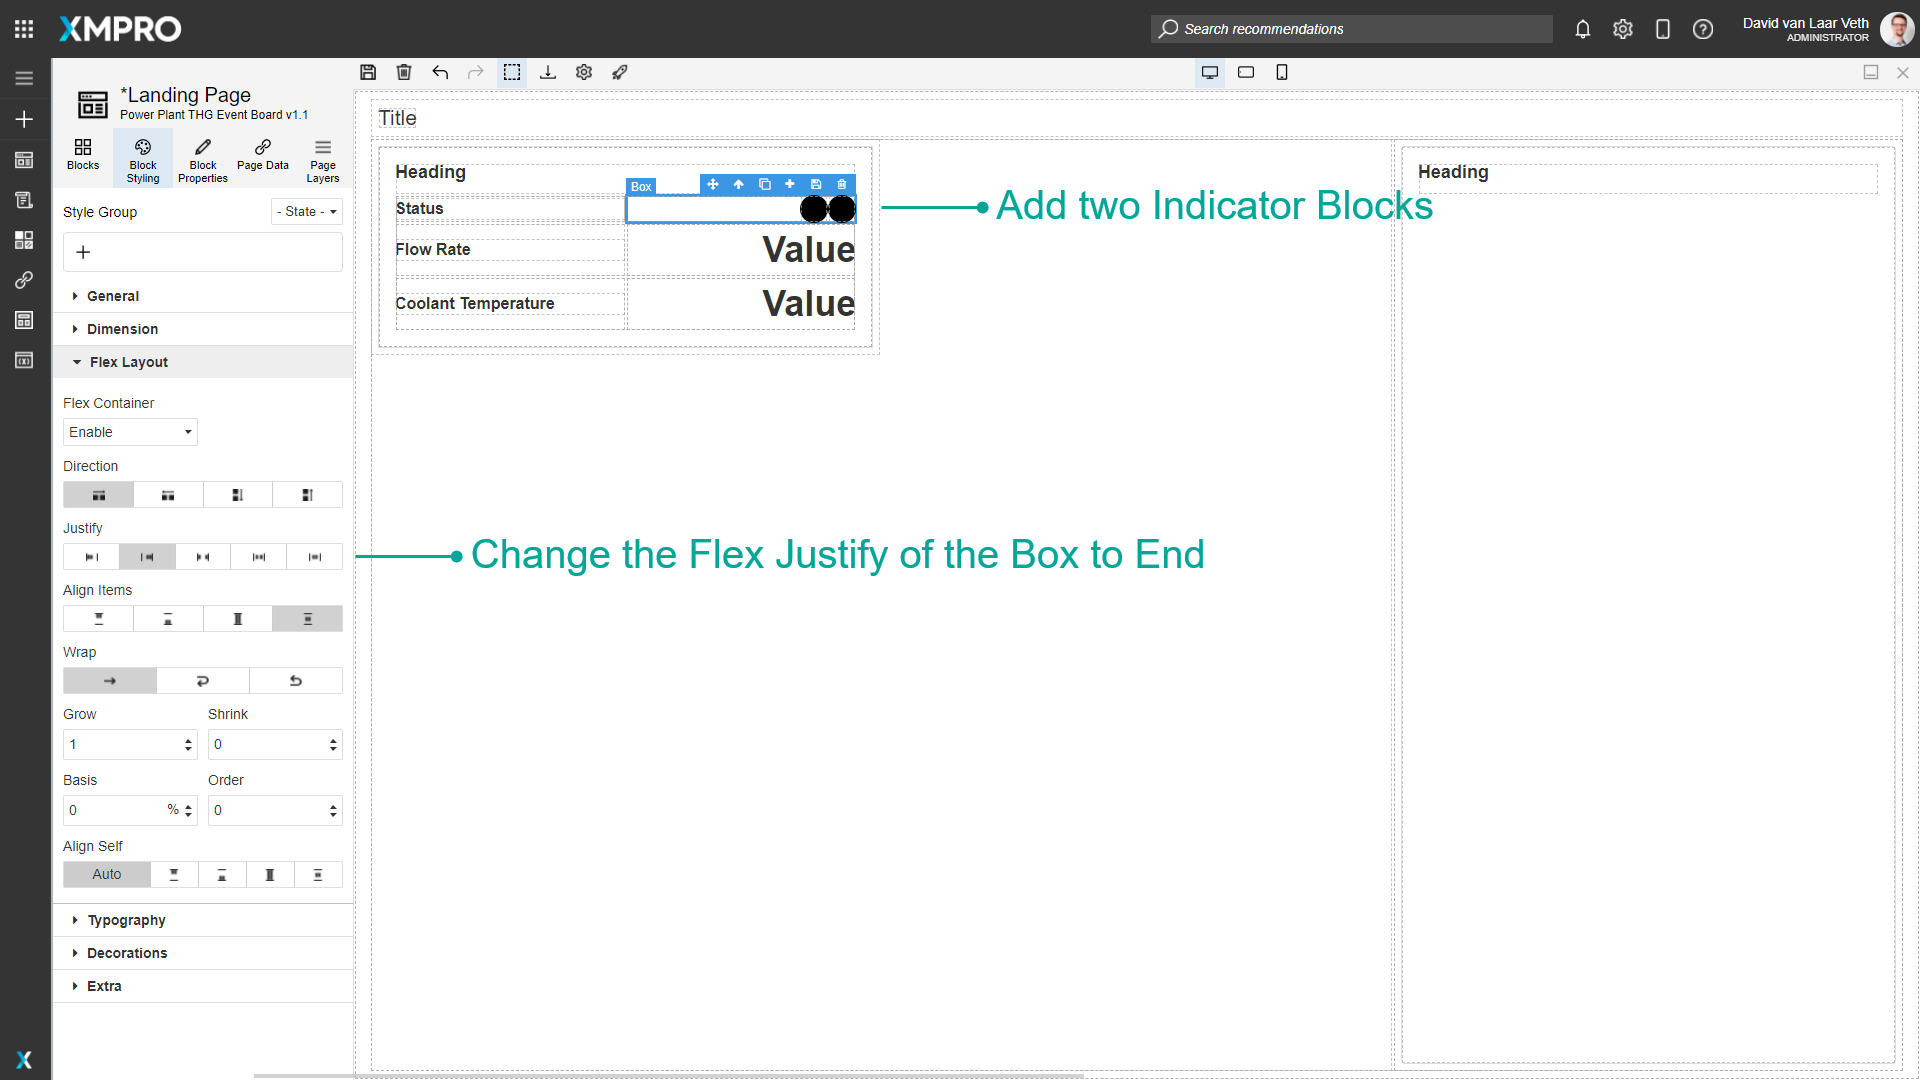 XMPRO
Search recommendations
David van Laar Veth
ADMINISTRATOR
*Landing Page
Power Plant THG Event Board v1.1
Blocks
Block Styling
Block Properties
Page Data
Page Layers
Style Group
- State -
General
Dimension
Flex Layout
Flex Container
Enable
Direction
Justify
Align Items
Wrap
Grow
Shrink
1
0
Basis
Order
0
%
0
Align Self
Auto
Typography
Decorations
Extra
X
Title
Heading
Box
Status
Flow Rate
Value
Coolant Temperature
Value
Add two Indicator Blocks
Change the Flex Justify of the Box to End
Heading